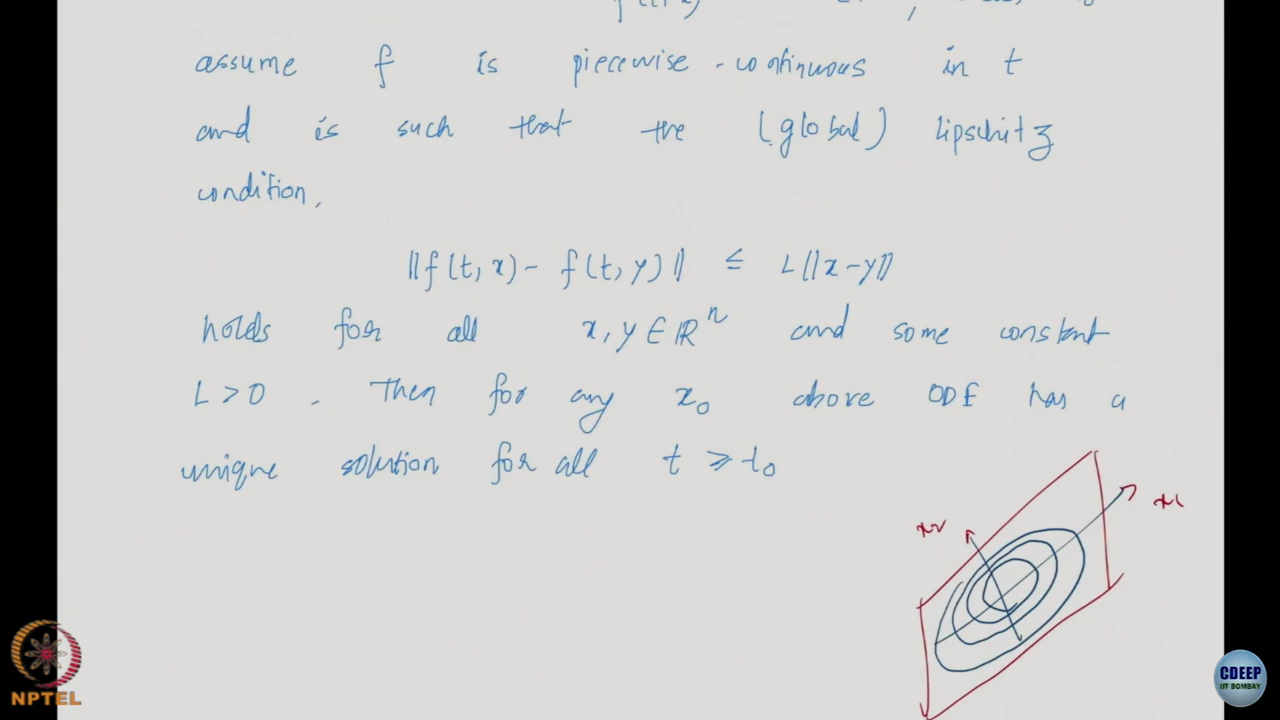 assume f is piecewise-continuous in t
and is such that the (global) lipschitz
condition,
||f(t, x) - f(t, y)|| ≤ L||x-y||
holds for all x, y ∈ ℝⁿ and some constant
L > 0. Then for any x₀ above ODE has a
unique solution for all t ≥ t₀
NPTEL
CDEEP
IIT BOMBAY